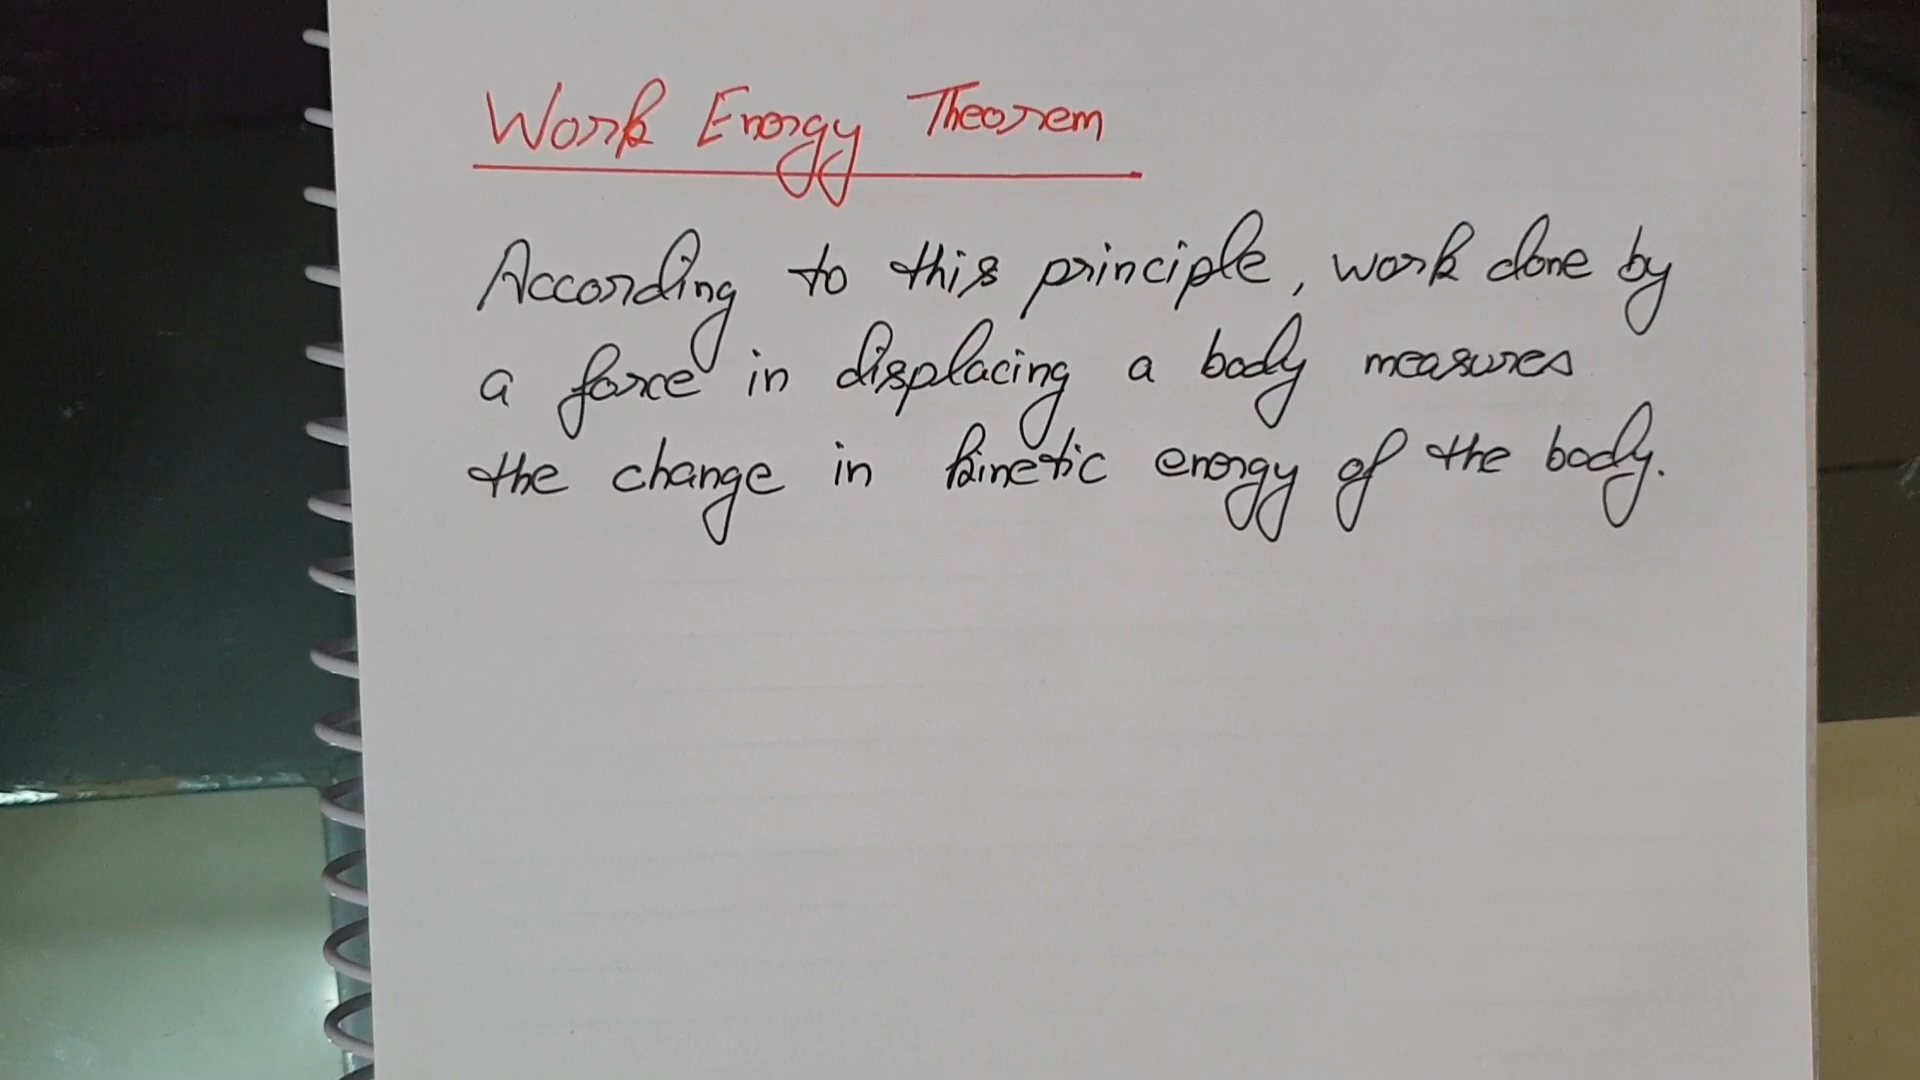 Work Energy Theorem
According to this principle, work done by
a force in displacing a body measures
the change in kinetic energy of the body.